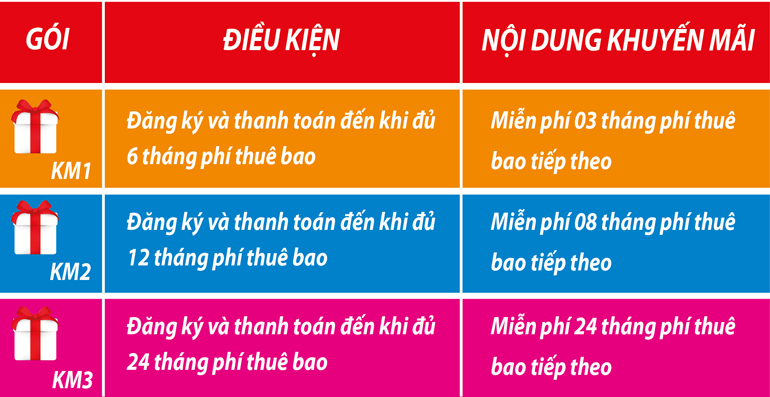 GÓI
ĐIỀU KIỆN
NỘI DUNG KHUYẾN MÃI
KM1
Đăng ký và thanh toán đến khi đủ
6 tháng phí thuê bao
Miễn phí 03 tháng phí thuê
bao tiếp theo
KM2
Đăng ký và thanh toán đến khi đủ
12 tháng phí thuê bao
Miễn phí 08 tháng phí thuê
bao tiếp theo
KM3
Đăng ký và thanh toán đến khi đủ
24 tháng phí thuê bao
Miễn phí 24 tháng phí thuê
bao tiếp theo